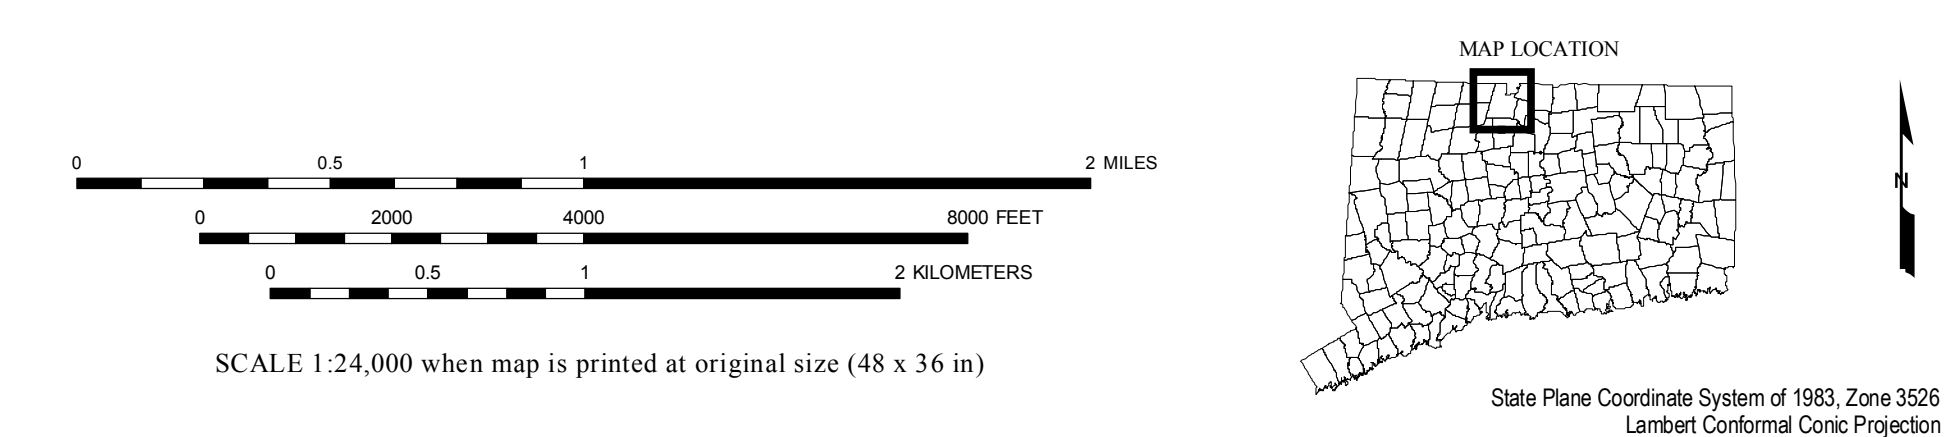 0 0.5 1 2 MILES
0 2000 4000 8000 FEET
0 0.5 1 2 KILOMETERS
SCALE 1:24,000 when map is printed at original size (48 x 36 in)
MAP LOCATION
N
State Plane Coordinate System of 1983, Zone 3526
Lambert Conformal Conic Projection